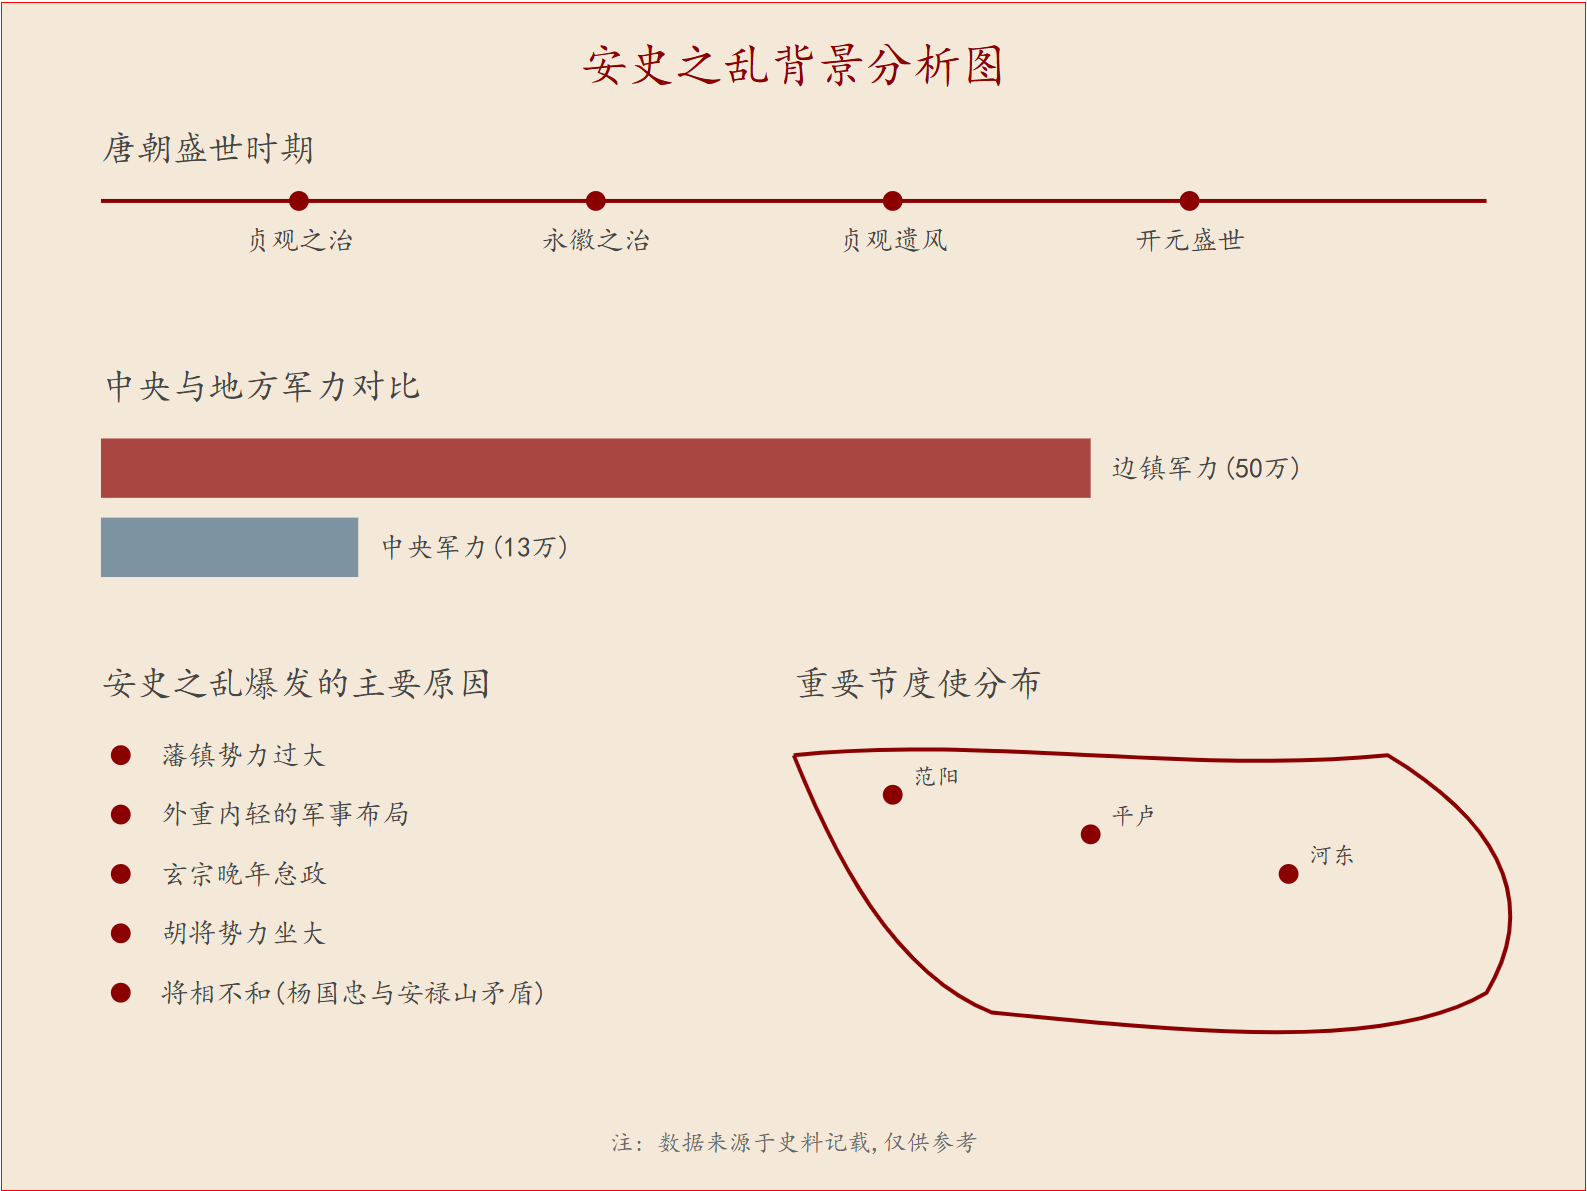 安史之乱背景分析图
唐朝盛世时期
贞观之治
永徽之治
贞观遗风
开元盛世
中央与地方军力对比
边镇军力(50万)
中央军力(13万)
安史之乱爆发的主要原因
藩镇势力过大
外重内轻的军事布局
玄宗晚年怠政
胡将势力坐大
将相不和(杨国忠与安禄山矛盾)
重要节度使分布
范阳
平卢
河东
注: 数据来源于史料记载,仅供参考